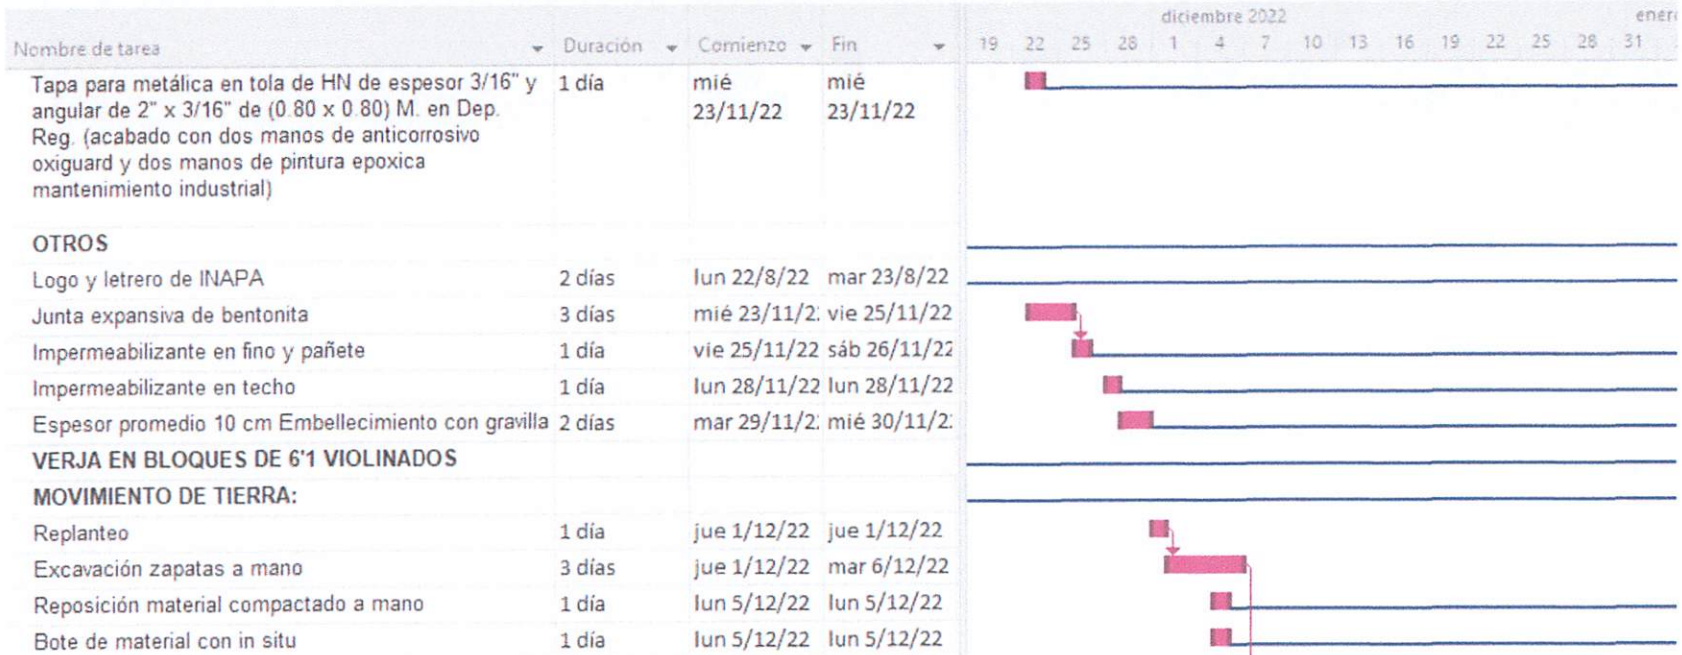 diciembre 2022 ener
Nombre de tarea Duración Comienzo Fin 19 22 25 28 1 4 7 10 13 16 19 22 25 28 31
Tapa para metálica en tola de HN de espesor 3/16" y 1 día mié mié
angular de 2" x 3/16" de (0.80 x 0.80) M. en Dep. 23/11/22 23/11/22
Reg. (acabado con dos manos de anticorrosivo
oxiguard y dos manos de pintura epoxica
mantenimiento industrial)
OTROS
Logo y letrero de INAPA 2 días lun 22/8/22 mar 23/8/22
Junta expansiva de bentonita 3 días mié 23/11/2 vie 25/11/22
Impermeabilizante en fino y pañete 1 día vie 25/11/22 sáb 26/11/22
Impermeabilizante en techo 1 día lun 28/11/22 lun 28/11/22
Espesor promedio 10 cm Embellecimiento con gravilla 2 días mar 29/11/2 mié 30/11/2
VERJA EN BLOQUES DE 6'1 VIOLINADOS
MOVIMIENTO DE TIERRA:
Replanteo 1 día jue 1/12/22 jue 1/12/22
Excavación zapatas a mano 3 días jue 1/12/22 mar 6/12/22
Reposición material compactado a mano 1 día lun 5/12/22 lun 5/12/22
Bote de material con in situ 1 día lun 5/12/22 lun 5/12/22